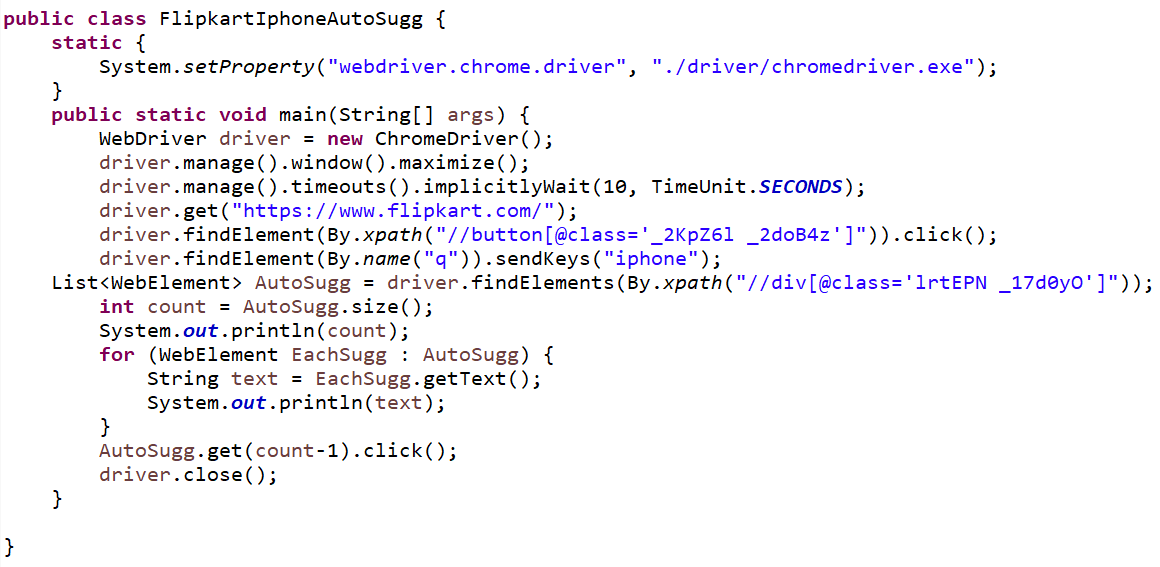 public class FlipkartIphoneAutoSugg {
    static {
        System.setProperty("webdriver.chrome.driver", "./driver/chromedriver.exe");
    }
    public static void main(String[] args) {
        WebDriver driver = new ChromeDriver();
        driver.manage().window().maximize();
        driver.manage().timeouts().implicitlyWait(10, TimeUnit.SECONDS);
        driver.get("https://www.flipkart.com/");
        driver.findElement(By.xpath("//button[@class='_2KpZ6l _2doB4z']")).click();
        driver.findElement(By.name("q")).sendKeys("iphone");
    List<WebElement> AutoSugg = driver.findElements(By.xpath("//div[@class='lrtEPN _17d0yO']"));
        int count = AutoSugg.size();
        System.out.println(count);
        for (WebElement EachSugg : AutoSugg) {
            String text = EachSugg.getText();
            System.out.println(text);
        }
        AutoSugg.get(count-1).click();
        driver.close();
    }
}